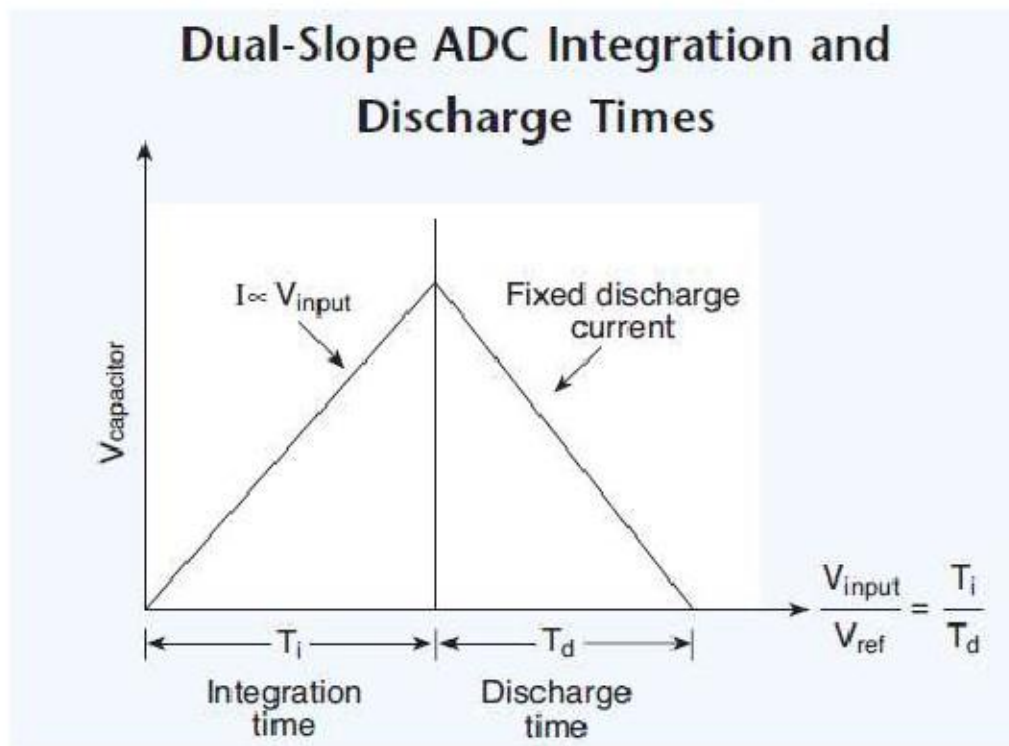 Dual-Slope ADC Integration and
Discharge Times
I∝ Vinput
Fixed discharge
current
Vcapacitor
Vinput / Vref = Ti / Td
Ti
Td
Integration
time
Discharge
time